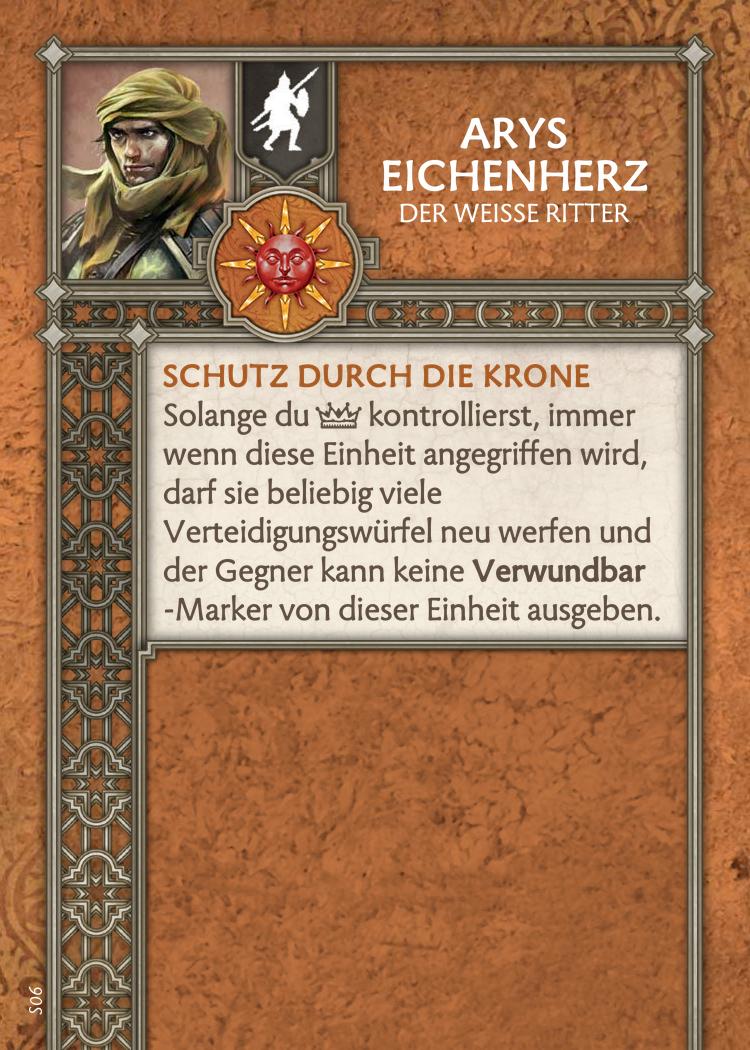 ARYS
EICHENHERZ
DER WEISSE RITTER
SCHUTZ DURCH DIE KRONE
Solange du kontrollierst, immer
wenn diese Einheit angegriffen wird,
darf sie beliebig viele
Verteidigungswürfel neu werfen und
der Gegner kann keine Verwundbar
-Marker von dieser Einheit ausgeben.
S06